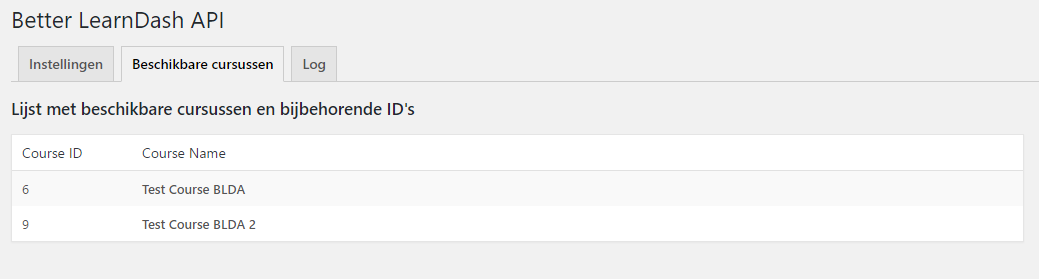 Better LearnDash API
Instellingen Beschikbare cursussen Log
Lijst met beschikbare cursussen en bijbehorende ID's
Course ID Course Name
6 Test Course BLDA
9 Test Course BLDA 2